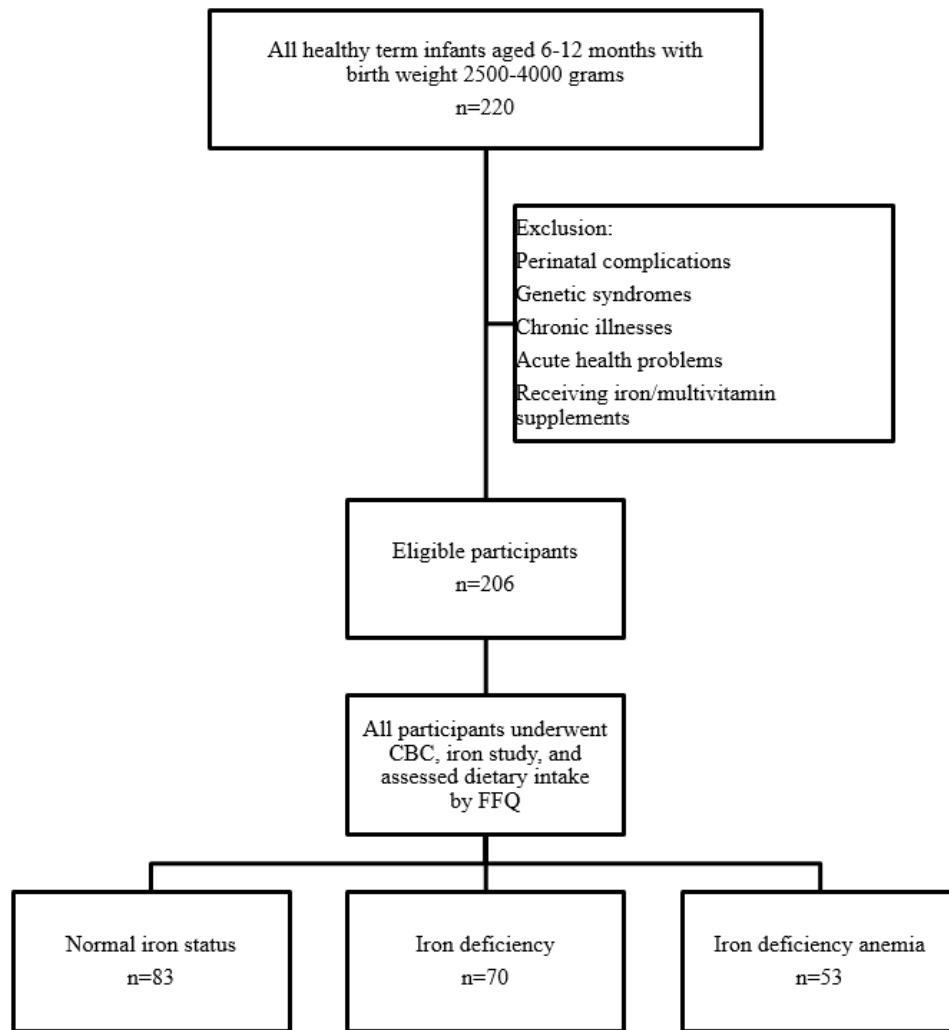 All healthy term infants aged 6-12 months with
birth weight 2500-4000 grams
n=220
Exclusion:
Perinatal complications
Genetic syndromes
Chronic illnesses
Acute health problems
Receiving iron/multivitamin
supplements
Eligible participants
n=206
All participants underwent
CBC, iron study, and
assessed dietary intake
by FFQ
Normal iron status
n=83
Iron deficiency
n=70
Iron deficiency anemia
n=53